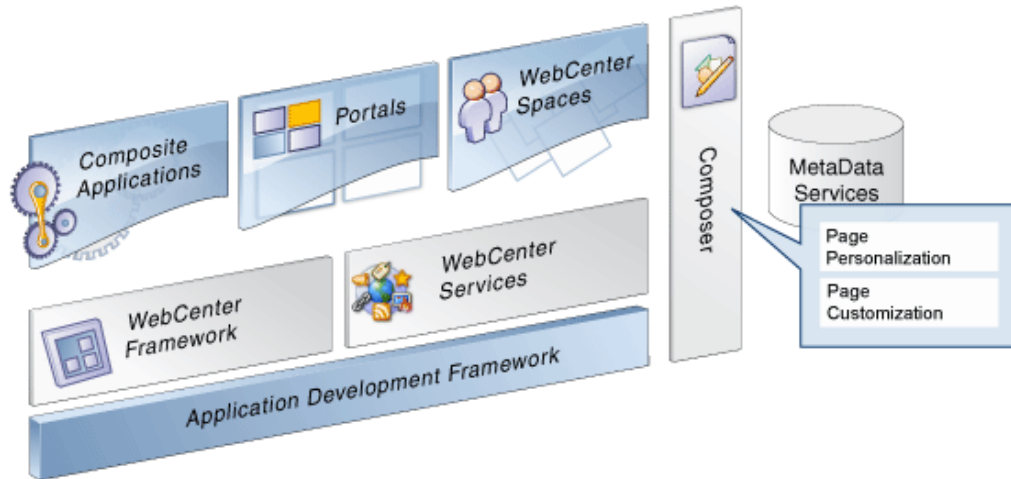 Composite
Applications
Portals
WebCenter
Spaces
Composer
MetaData
Services
Page
Personalization
Page
Customization
WebCenter
Framework
WebCenter
Services
Application Development Framework